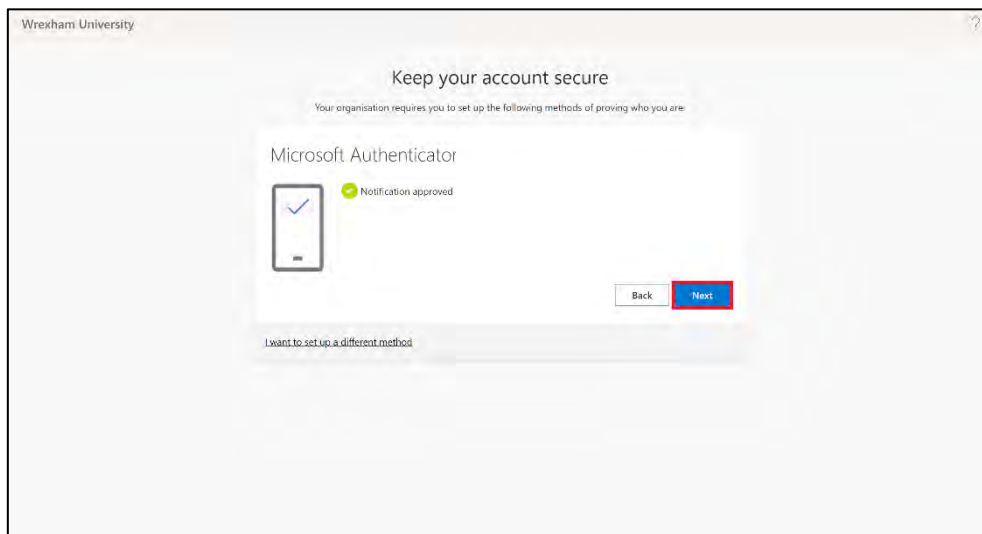 Wrexham University
?
Keep your account secure
Your organisation requires you to set up the following methods of proving who you are
Microsoft Authenticator
Notification approved
Back
Next
I want to set up a different method